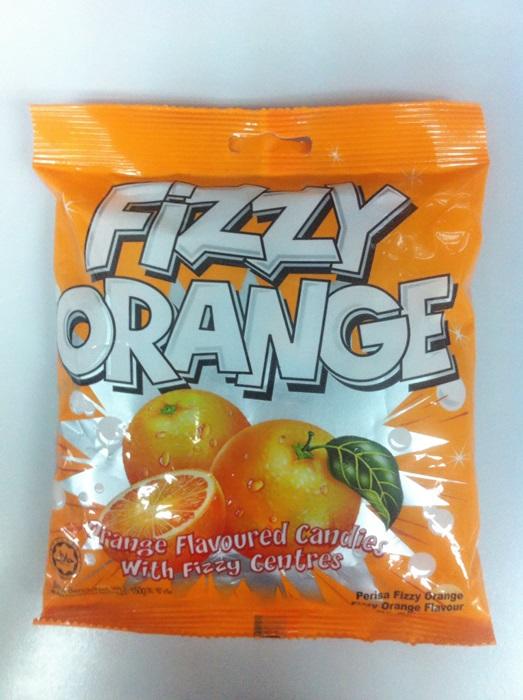 FiZZY
ORANGE
Orange Flavoured Candies
With Fizzy Centres
Perisa Fizzy Orange
Fizzy Orange Flavour